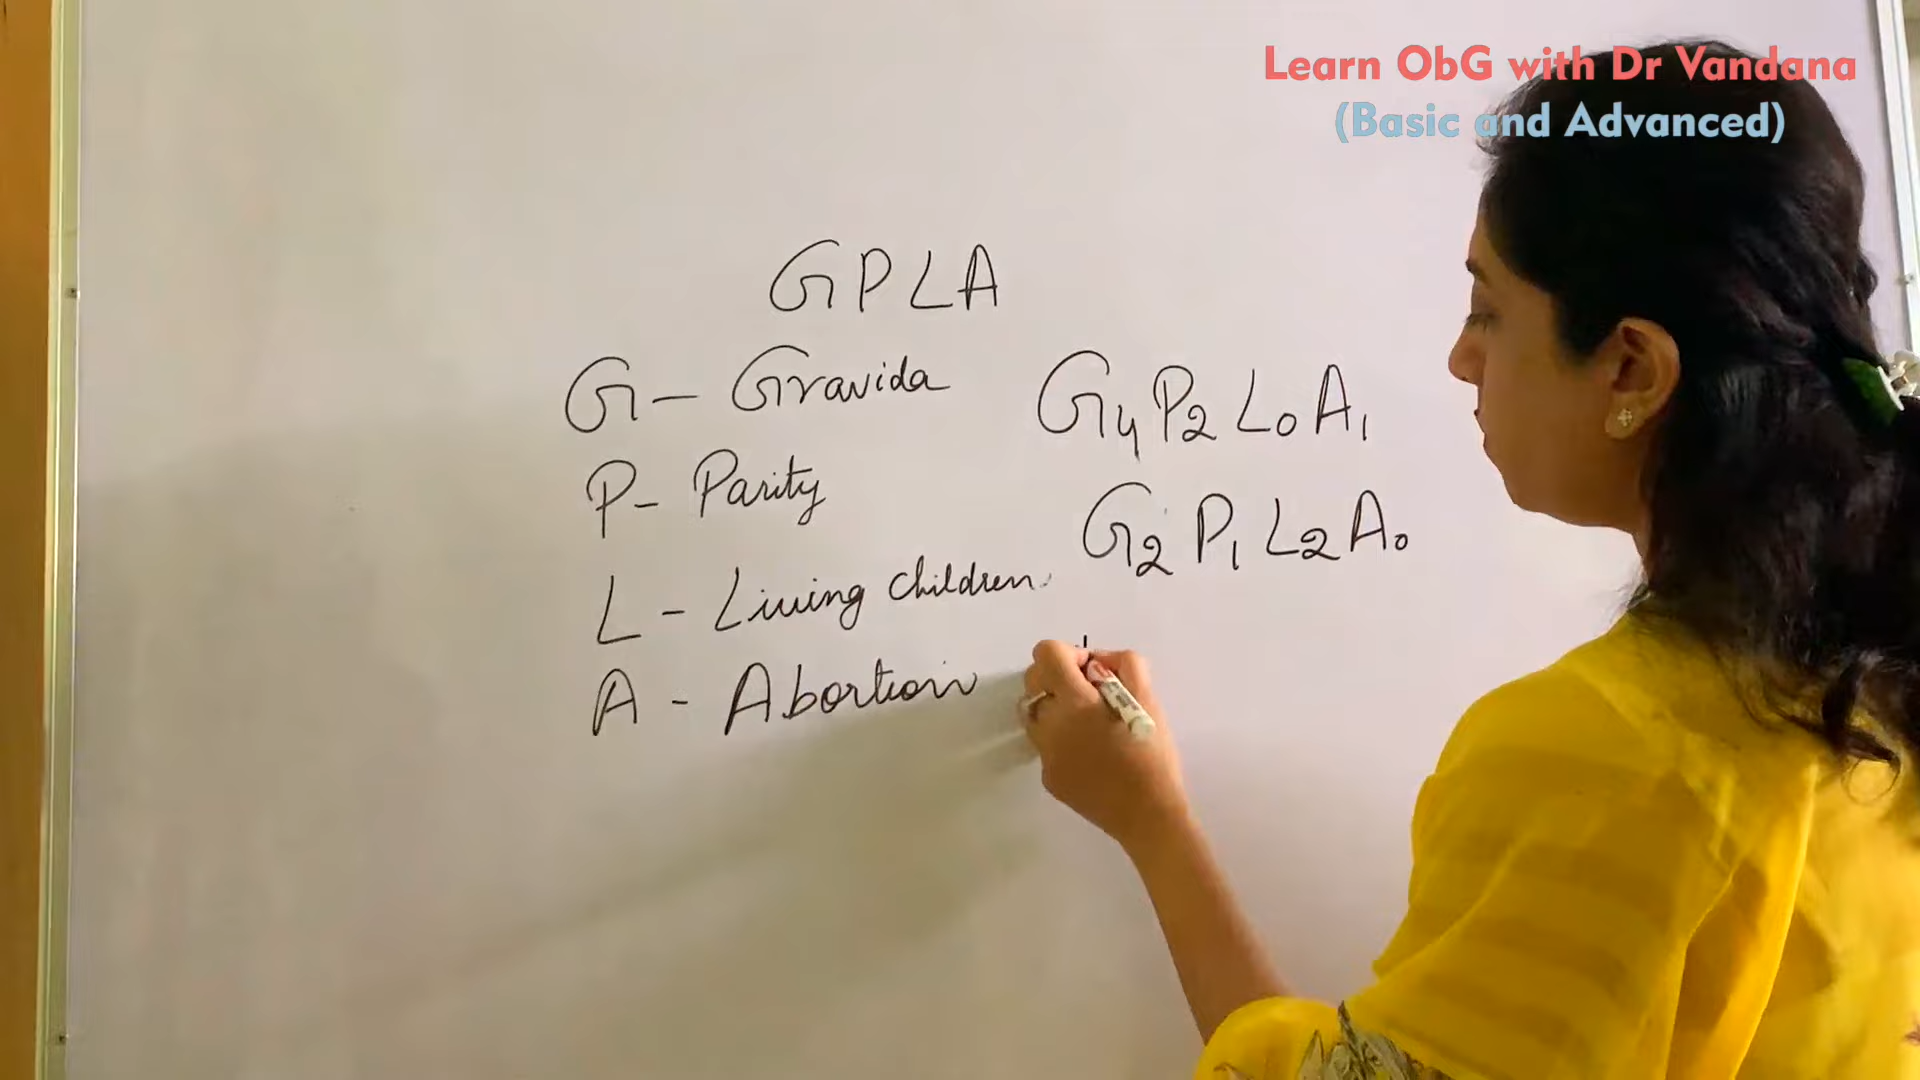 Learn ObG with Dr Vandana
(Basic and Advanced)
GPLA
G- Gravida
G4P2L0A1
P- Parity
G2P1L2A0
L- Living children
A- Abortion